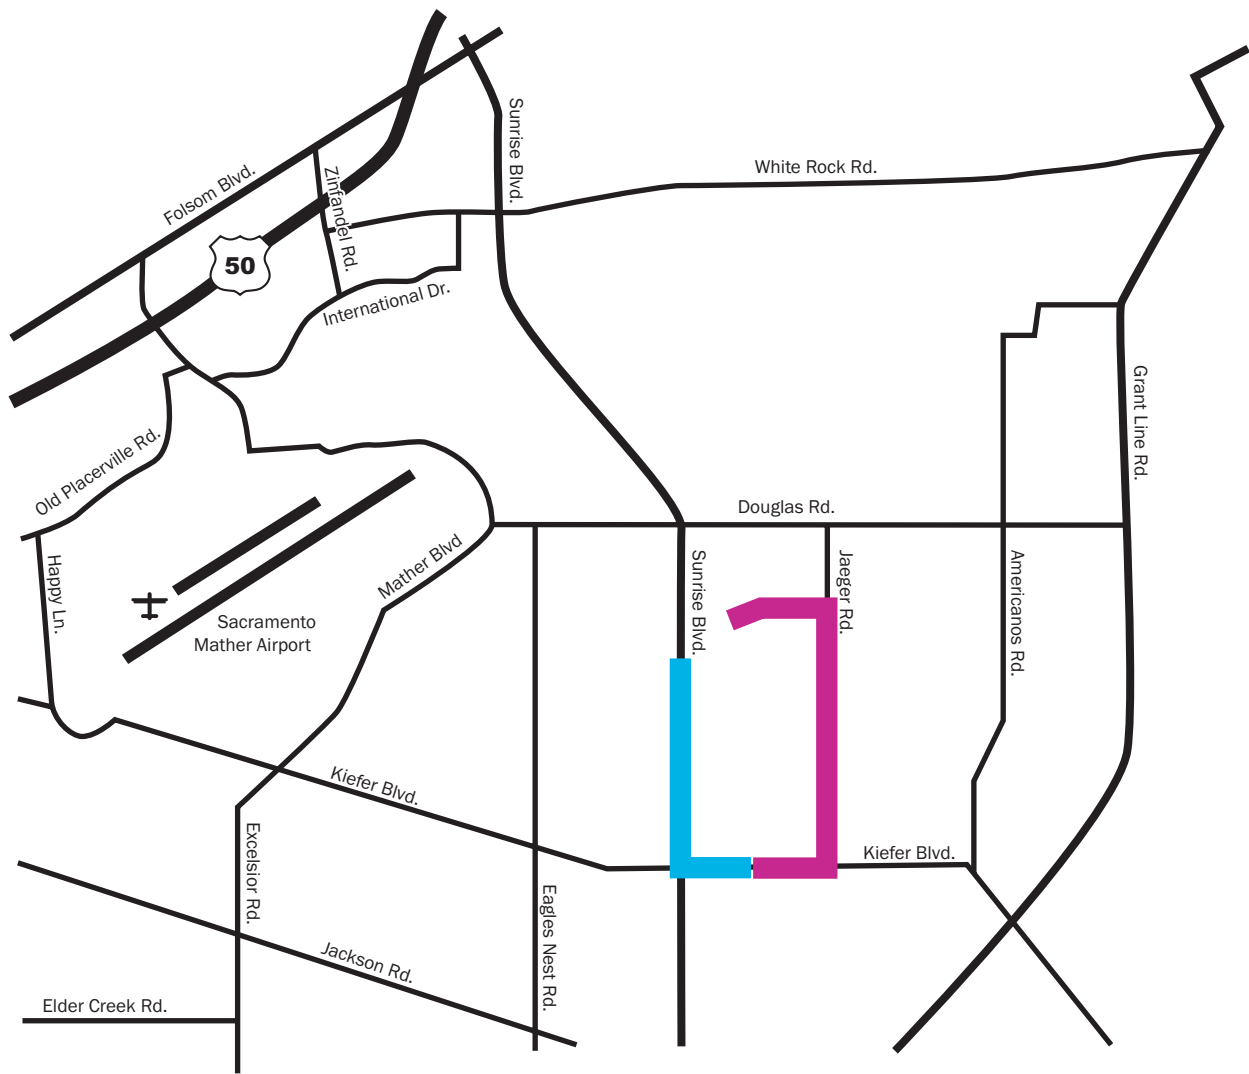 Sunrise Blvd.
White Rock Rd.
Folsom Blvd.
Zinfandel Rd.
50
International Dr.
Grant Line Rd.
Old Placerville Rd.
Douglas Rd.
Happy Ln.
Mather Blvd
Sunrise Blvd.
Jaeger Rd.
Americanos Rd.
Sacramento
Mather Airport
Kiefer Blvd.
Excelsior Rd.
Kiefer Blvd.
Eagles Nest Rd.
Jackson Rd.
Elder Creek Rd.